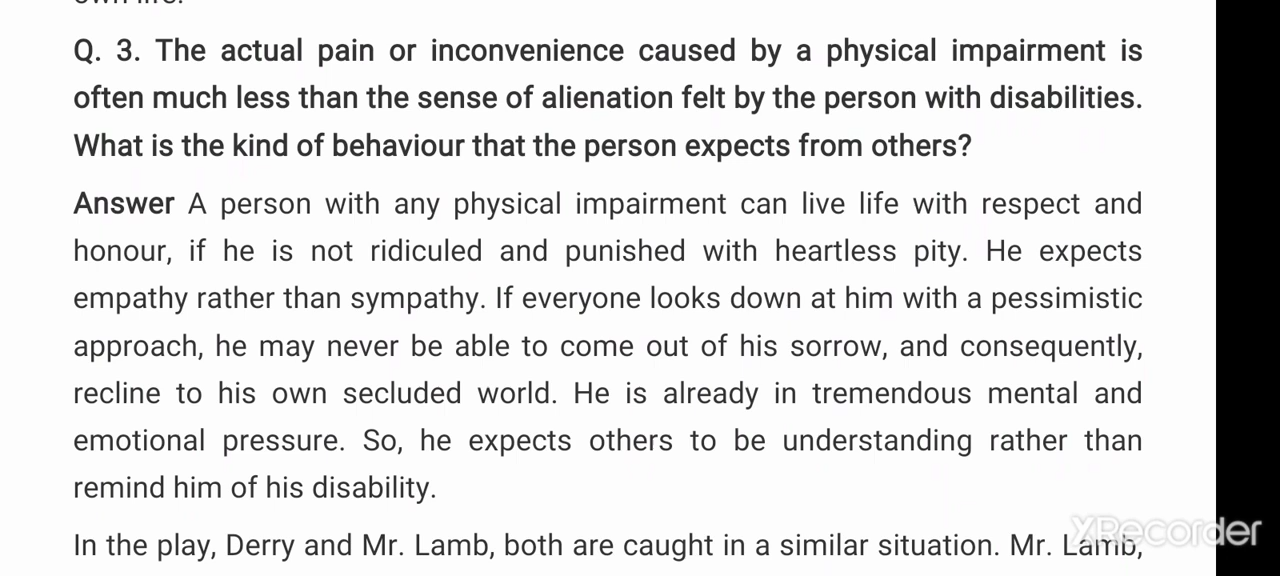 own life.
Q. 3. The actual pain or inconvenience caused by a physical impairment is
often much less than the sense of alienation felt by the person with disabilities.
What is the kind of behaviour that the person expects from others?
Answer A person with any physical impairment can live life with respect and
honour, if he is not ridiculed and punished with heartless pity. He expects
empathy rather than sympathy. If everyone looks down at him with a pessimistic
approach, he may never be able to come out of his sorrow, and consequently,
recline to his own secluded world. He is already in tremendous mental and
emotional pressure. So, he expects others to be understanding rather than
remind him of his disability.
In the play, Derry and Mr. Lamb, both are caught in a similar situation. Mr. Lamb,
XRecorder